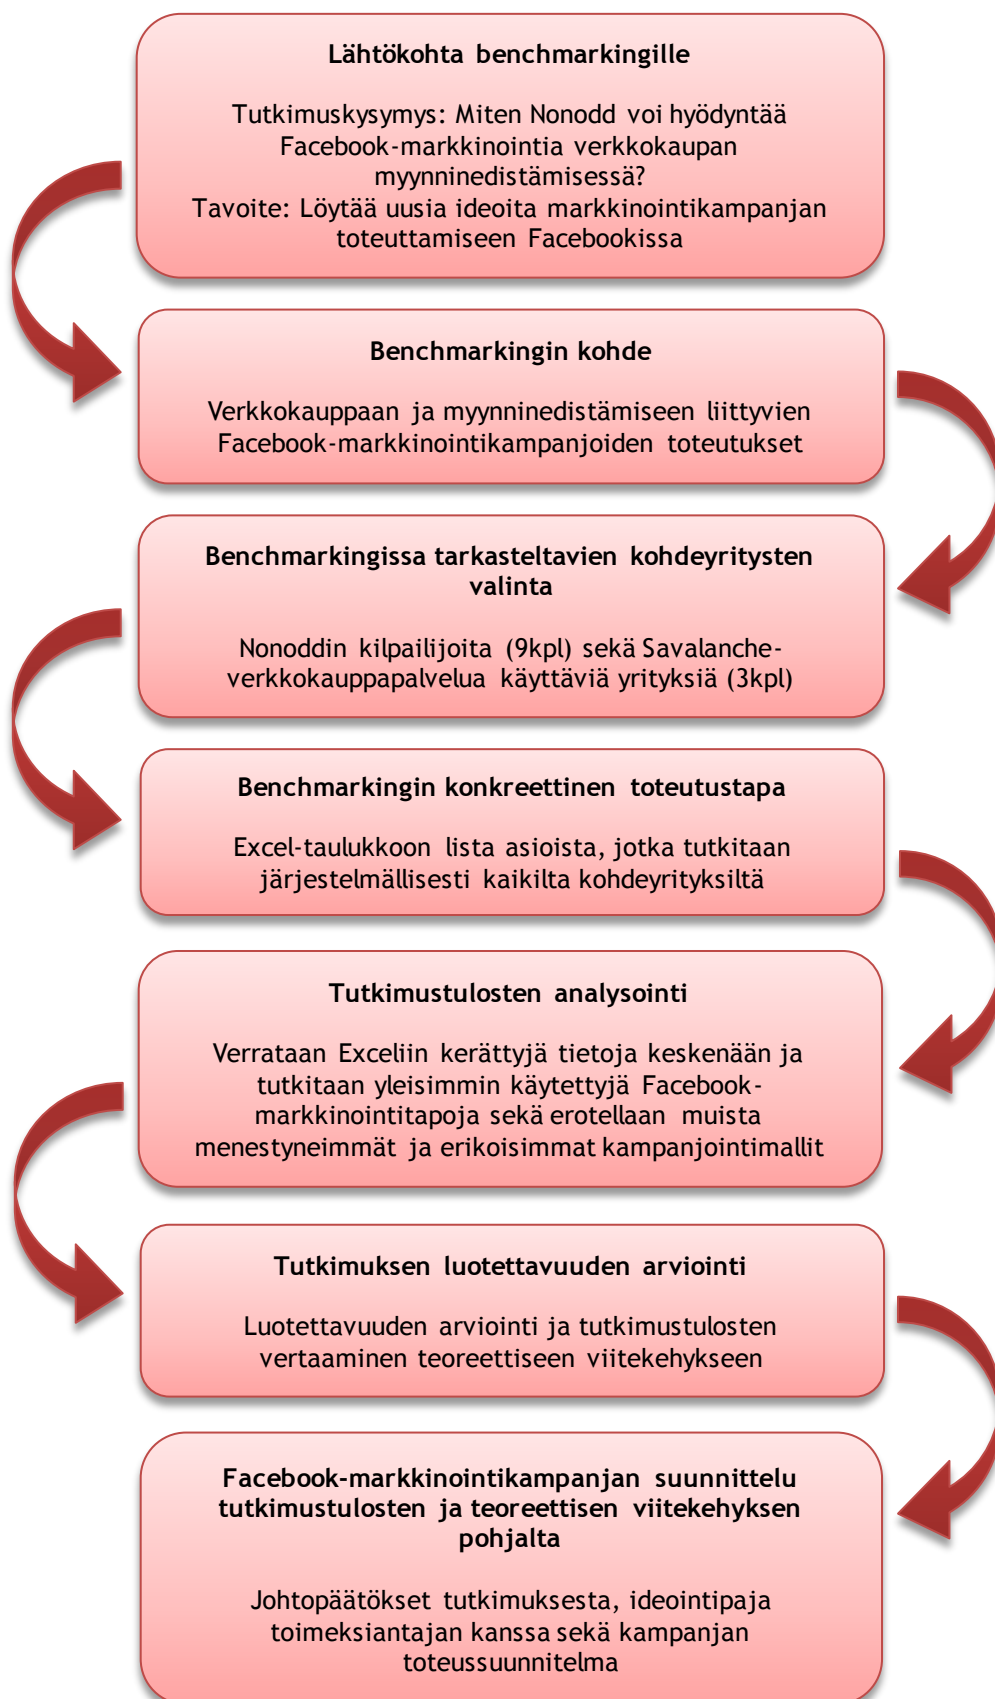 Lähtökohta benchmarkingille
Tutkimuskysymys: Miten Nonodd voi hyödyntää
Facebook-markkinointia verkkokaupan
myynninedistämisessä?
Tavoite: Löytää uusia ideoita markkinointikampanjan
toteuttamiseen Facebookissa
Benchmarkingin kohde
Verkkokauppaan ja myynninedistämiseen liittyvien
Facebook-markkinointikampanjoiden toteutukset
Benchmarkingissa tarkasteltavien kohdeyritysten
valinta
Nonoddin kilpailijoita (9kpl) sekä Savalanche-
verkkokauppapalvelua käyttäviä yrityksiä (3kpl)
Benchmarkingin konkreettinen toteutustapa
Excel-taulukkoon lista asioista, jotka tutkitaan
järjestelmällisesti kaikilta kohdeyrityksiltä
Tutkimustulosten analysointi
Verrataan Exceliin kerättyjä tietoja keskenään ja
tutkitaan yleisimmin käytettyjä Facebook-
markkinointitapoja sekä erotellaan muista
menestyneimmät ja erikoisimmat kampanjointimallit
Tutkimuksen luotettavuuden arviointi
Luotettavuuden arviointi ja tutkimustulosten
vertaaminen teoreettiseen viitekehykseen
Facebook-markkinointikampanjan suunnittelu
tutkimustulosten ja teoreettisen viitekehyksen
pohjalta
Johtopäätökset tutkimuksesta, ideointipaja
toimeksiantajan kanssa sekä kampanjan
toteussuunnitelma